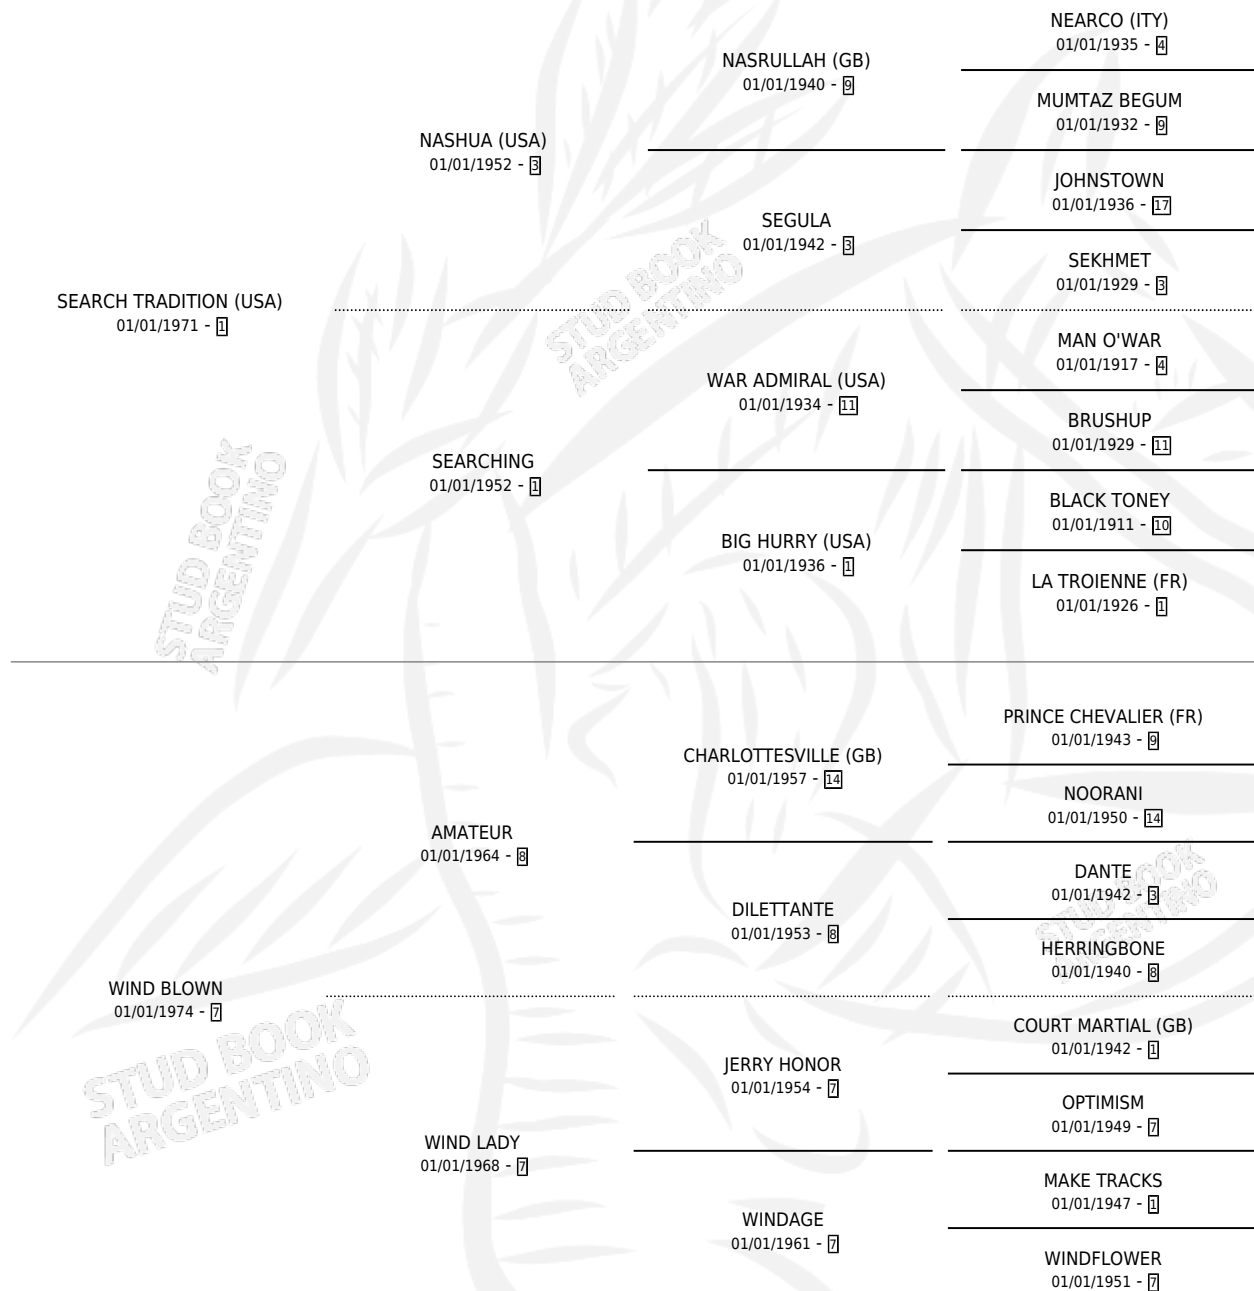 NEARCO (ITY)
01/01/1935 - 4
NASRULLAH (GB)
01/01/1940 - 9
MUMTAZ BEGUM
01/01/1932 - 9
NASHUA (USA)
01/01/1952 - 3
JOHNSTOWN
01/01/1936 - 17
SEGULA
01/01/1942 - 3
SEKHMET
01/01/1929 - 3
SEARCH TRADITION (USA)
01/01/1971 - 1
MAN O'WAR
01/01/1917 - 4
WAR ADMIRAL (USA)
01/01/1934 - 11
BRUSHUP
01/01/1929 - 11
SEARCHING
01/01/1952 - 1
BLACK TONEY
01/01/1911 - 10
BIG HURRY (USA)
01/01/1936 - 1
LA TROIENNE (FR)
01/01/1926 - 1
PRINCE CHEVALIER (FR)
01/01/1943 - 9
CHARLOTTESVILLE (GB)
01/01/1957 - 14
NOORANI
01/01/1950 - 14
AMATEUR
01/01/1964 - 8
DANTE
01/01/1942 - 3
DILETTANTE
01/01/1953 - 8
HERRINGBONE
01/01/1940 - 8
WIND BLOWN
01/01/1974 - 7
COURT MARTIAL (GB)
01/01/1942 - 1
JERRY HONOR
01/01/1954 - 7
OPTIMISM
01/01/1949 - 7
WIND LADY
01/01/1968 - 7
MAKE TRACKS
01/01/1947 - 1
WINDAGE
01/01/1961 - 7
WINDFLOWER
01/01/1951 - 7
STUD BOOK
ARGENTINO
STUD BOOK
ARGENTINO
STUD BOOK
ARGENTINO
STUD BOOK
ARGENTINO